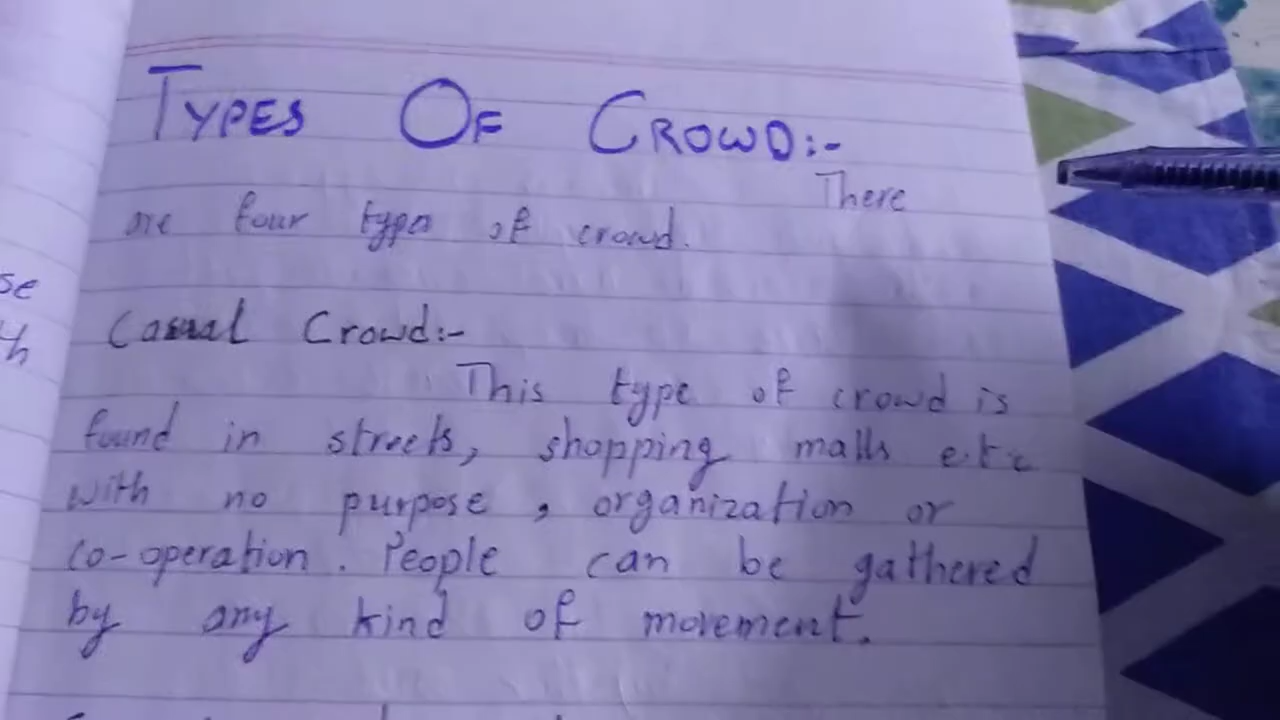 TYPES OF CROWD:-
There
are four types of crowd.
Casual Crowd:-
This type of crowd is
found in streets, shopping malls etc
with no purpose, organization or
co-operation. People can be gathered
by any kind of movement.
se
th